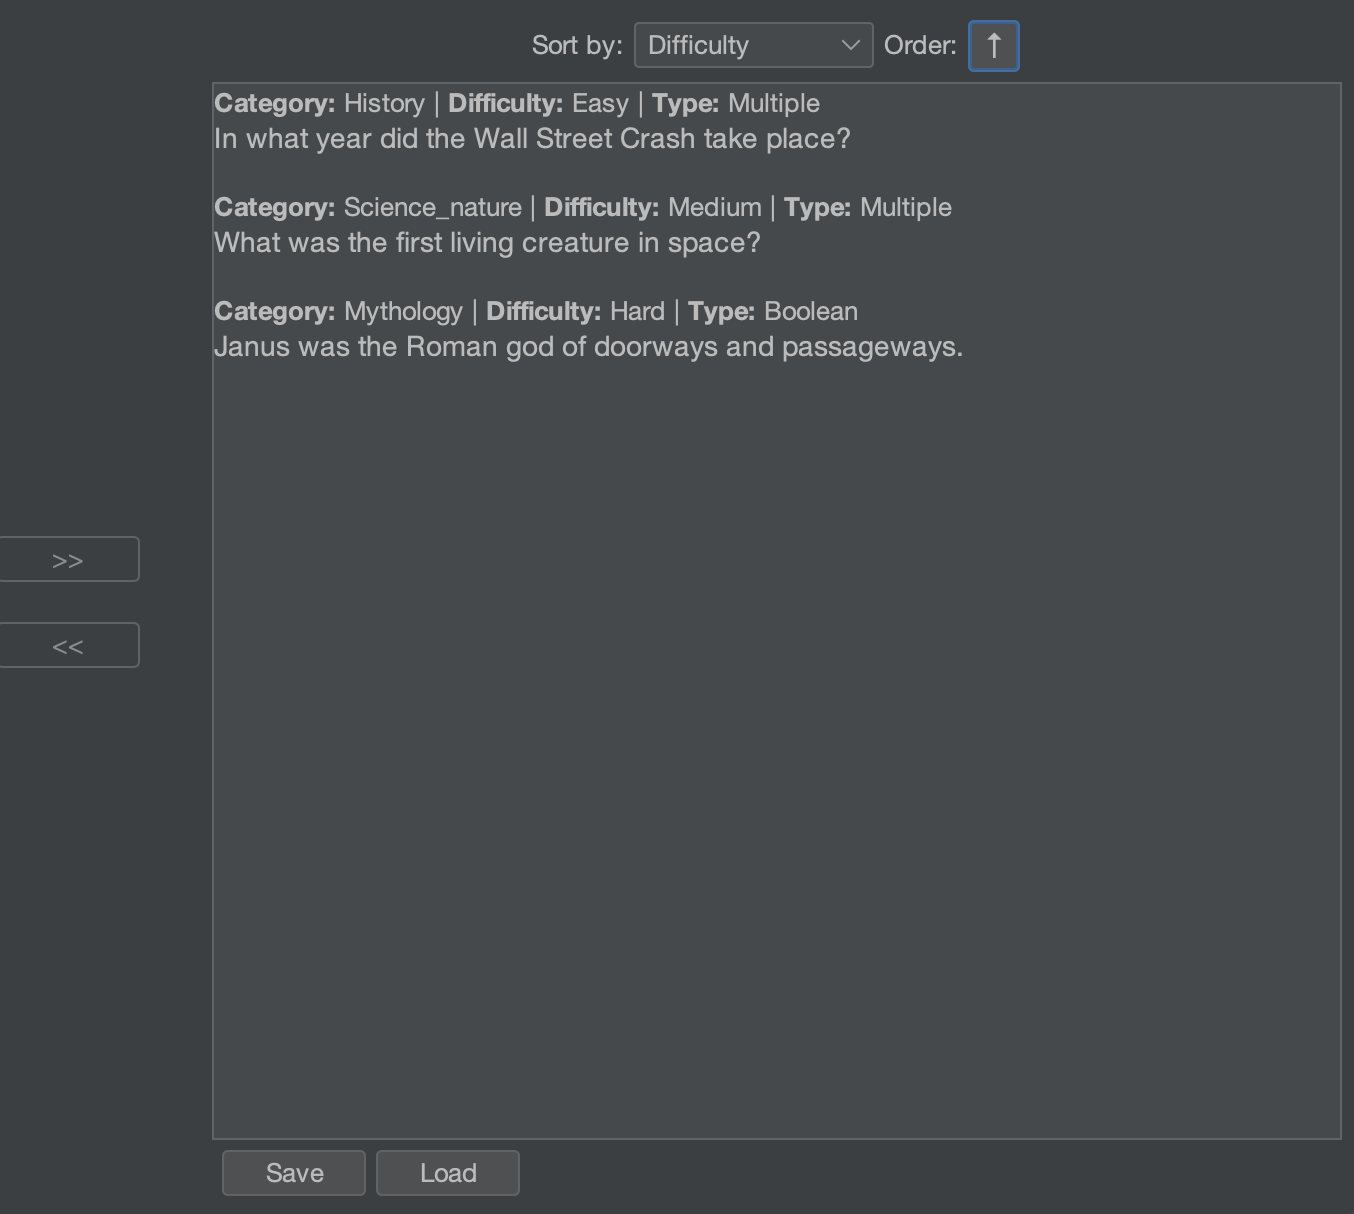 Sort by: Difficulty Order: ↑
Category: History | Difficulty: Easy | Type: Multiple
In what year did the Wall Street Crash take place?
Category: Science_nature | Difficulty: Medium | Type: Multiple
What was the first living creature in space?
Category: Mythology | Difficulty: Hard | Type: Boolean
Janus was the Roman god of doorways and passageways.
>>
<<
Save Load